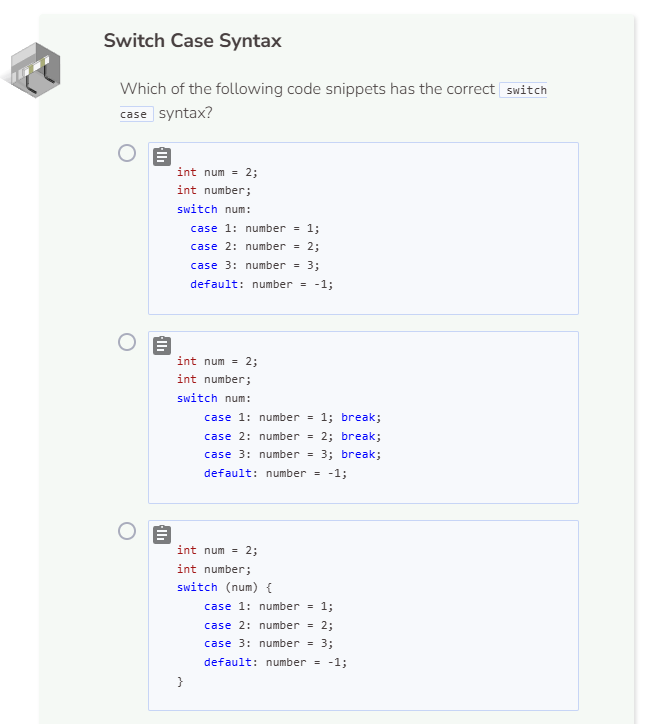 Switch Case Syntax
Which of the following code snippets has the correct switch
case syntax?
int num = 2;
int number;
switch num:
  case 1: number = 1;
  case 2: number = 2;
  case 3: number = 3;
  default: number = -1;
int num = 2;
int number;
switch num:
    case 1: number = 1; break;
    case 2: number = 2; break;
    case 3: number = 3; break;
    default: number = -1;
int num = 2;
int number;
switch (num) {
    case 1: number = 1;
    case 2: number = 2;
    case 3: number = 3;
    default: number = -1;
}